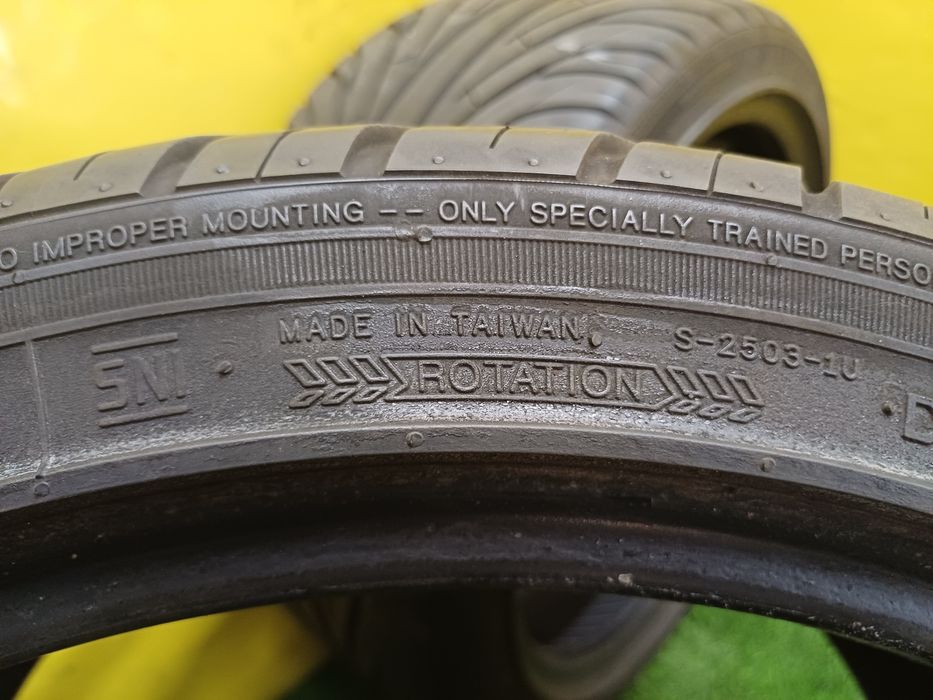 O IMPROPER MOUNTING -- ONLY SPECIALLY TRAINED PERSO
MADE IN TAIWAN
S-2503-1U
SNI
ROTATION
D